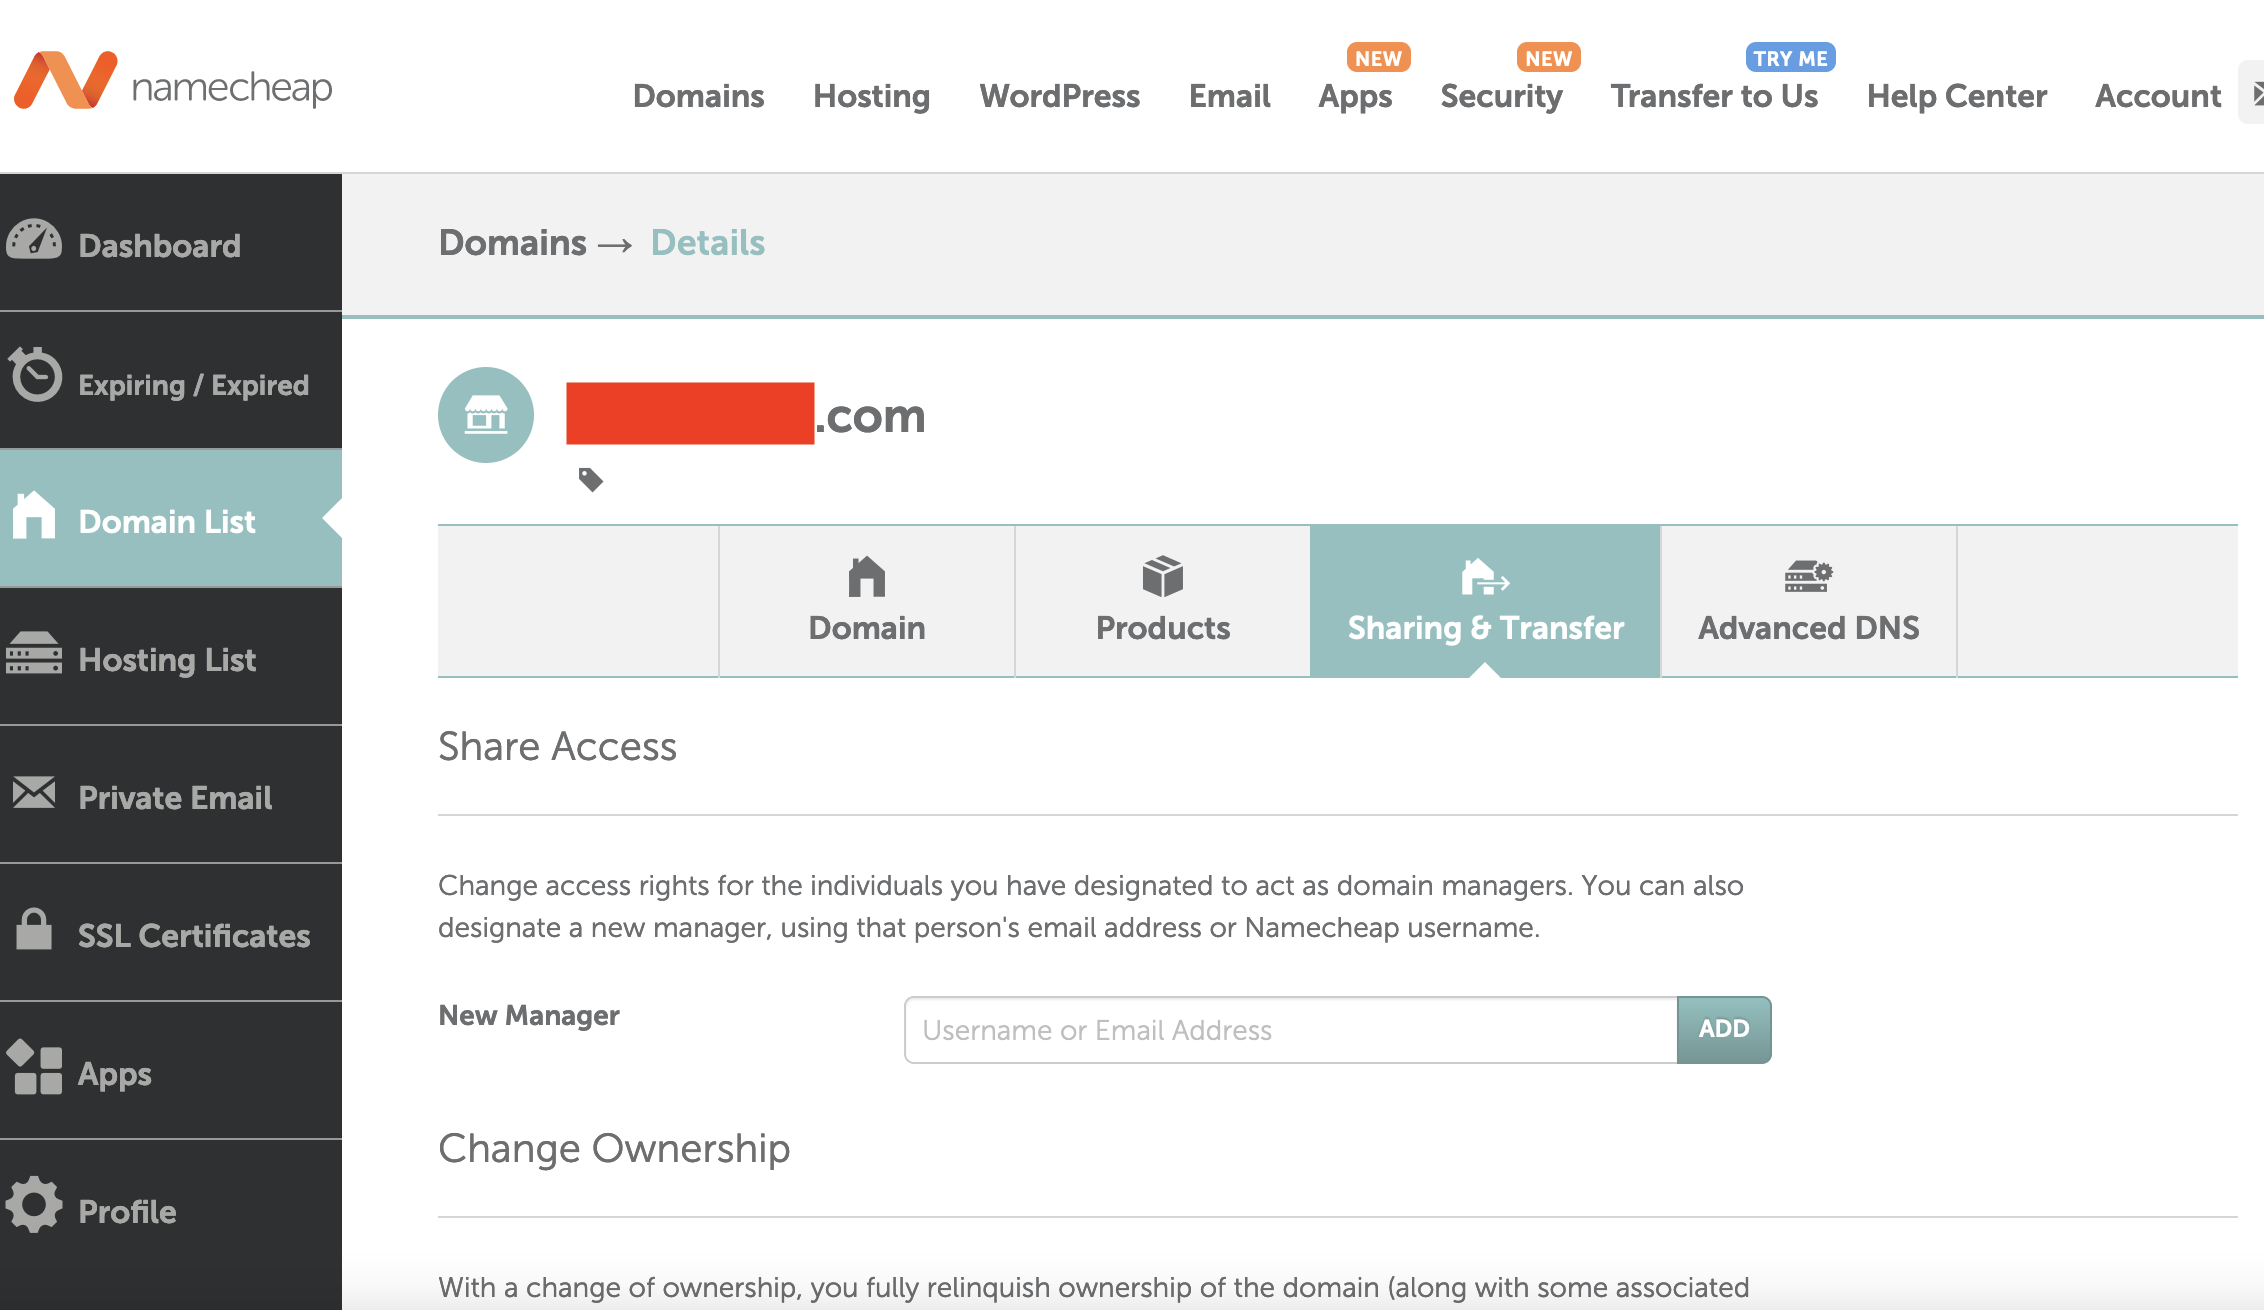 namecheap
Domains
Hosting
WordPress
Email
NEW
Apps
NEW
Security
TRY ME
Transfer to Us
Help Center
Account
Dashboard
Expiring / Expired
Domain List
Hosting List
Private Email
SSL Certificates
Apps
Profile
Domains → Details
.com
Domain
Products
Sharing & Transfer
Advanced DNS
Share Access
Change access rights for the individuals you have designated to act as domain managers. You can also
designate a new manager, using that person's email address or Namecheap username.
New Manager
Username or Email Address
ADD
Change Ownership
With a change of ownership, you fully relinquish ownership of the domain (along with some associated